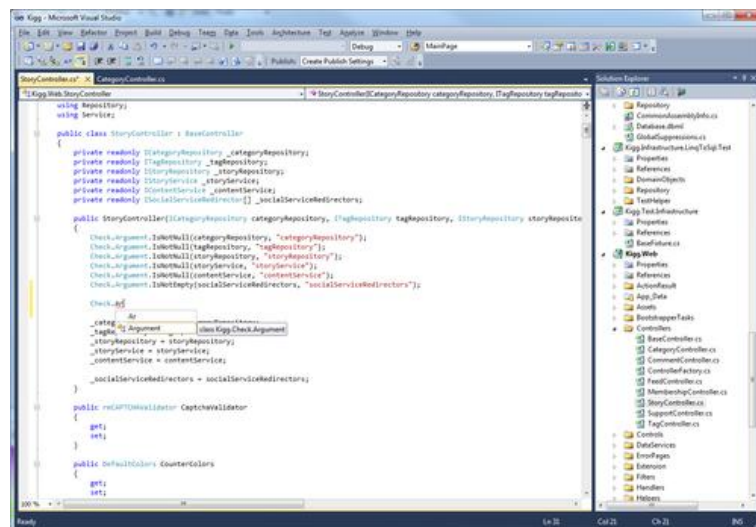 Kigg - Microsoft Visual Studio
File Edit View Refactor Project Build Debug Team Data Tools Architecture Test Analyze Window Help
Debug MainPage
Publish: Create Publish Settings
StoryController.cs* X CategoryController.cs
Kigg.Web.StoryController StoryController(ICategoryRepository categoryRepository, ITagRepository tagReposito
using Repository;
using Service;
public class StoryController : BaseController
{
private readonly ICategoryRepository _categoryRepository;
private readonly ITagRepository _tagRepository;
private readonly IStoryRepository _storyRepository;
private readonly IStoryService _storyService;
private readonly IContentService _contentService;
private readonly ISocialServiceRedirector[] _socialServiceRedirectors;
public StoryController(ICategoryRepository categoryRepository, ITagRepository tagRepository, IStoryRepository storyReposito
{
Check.Argument.IsNotNull(categoryRepository, "categoryRepository");
Check.Argument.IsNotNull(tagRepository, "tagRepository");
Check.Argument.IsNotNull(storyRepository, "storyRepository");
Check.Argument.IsNotNull(storyService, "storyService");
Check.Argument.IsNotNull(contentService, "contentService");
Check.Argument.IsNotEmpty(socialServiceRedirectors, "socialServiceRedirectors");
Check.Ar
Ar
Argument class Kigg.Check.Argument
_storyRepository = storyRepository;
_storyService = storyService;
_contentService = contentService;
_socialServiceRedirectors = socialServiceRedirectors;
}
public reCAPTCHAValidator CaptchaValidator
{
get;
set;
}
public DefaultColors CounterColors
{
get;
set;
100 %
Ready Ln 31 Col 21 Ch 21 INS
Solution Explorer
Repository
CommonAssemblyInfo.cs
Database.dbml
GlobalSuppressions.cs
Kigg.Infrastructure.LinqToSql.Test
Properties
References
DomainObjects
Repository
TestHelper
Kigg.Test.Infrastructure
Properties
References
BaseFixture.cs
Kigg.Web
Properties
References
ActionResult
App_Data
Assets
BootstrapperTasks
Controllers
BaseController.cs
CategoryController.cs
CommentController.cs
ControllerFactory.cs
FeedController.cs
MembershipController.cs
StoryController.cs
SupportController.cs
TagController.cs
Controls
DataServices
ErrorPages
Extension
Filters
Handlers
Helpers